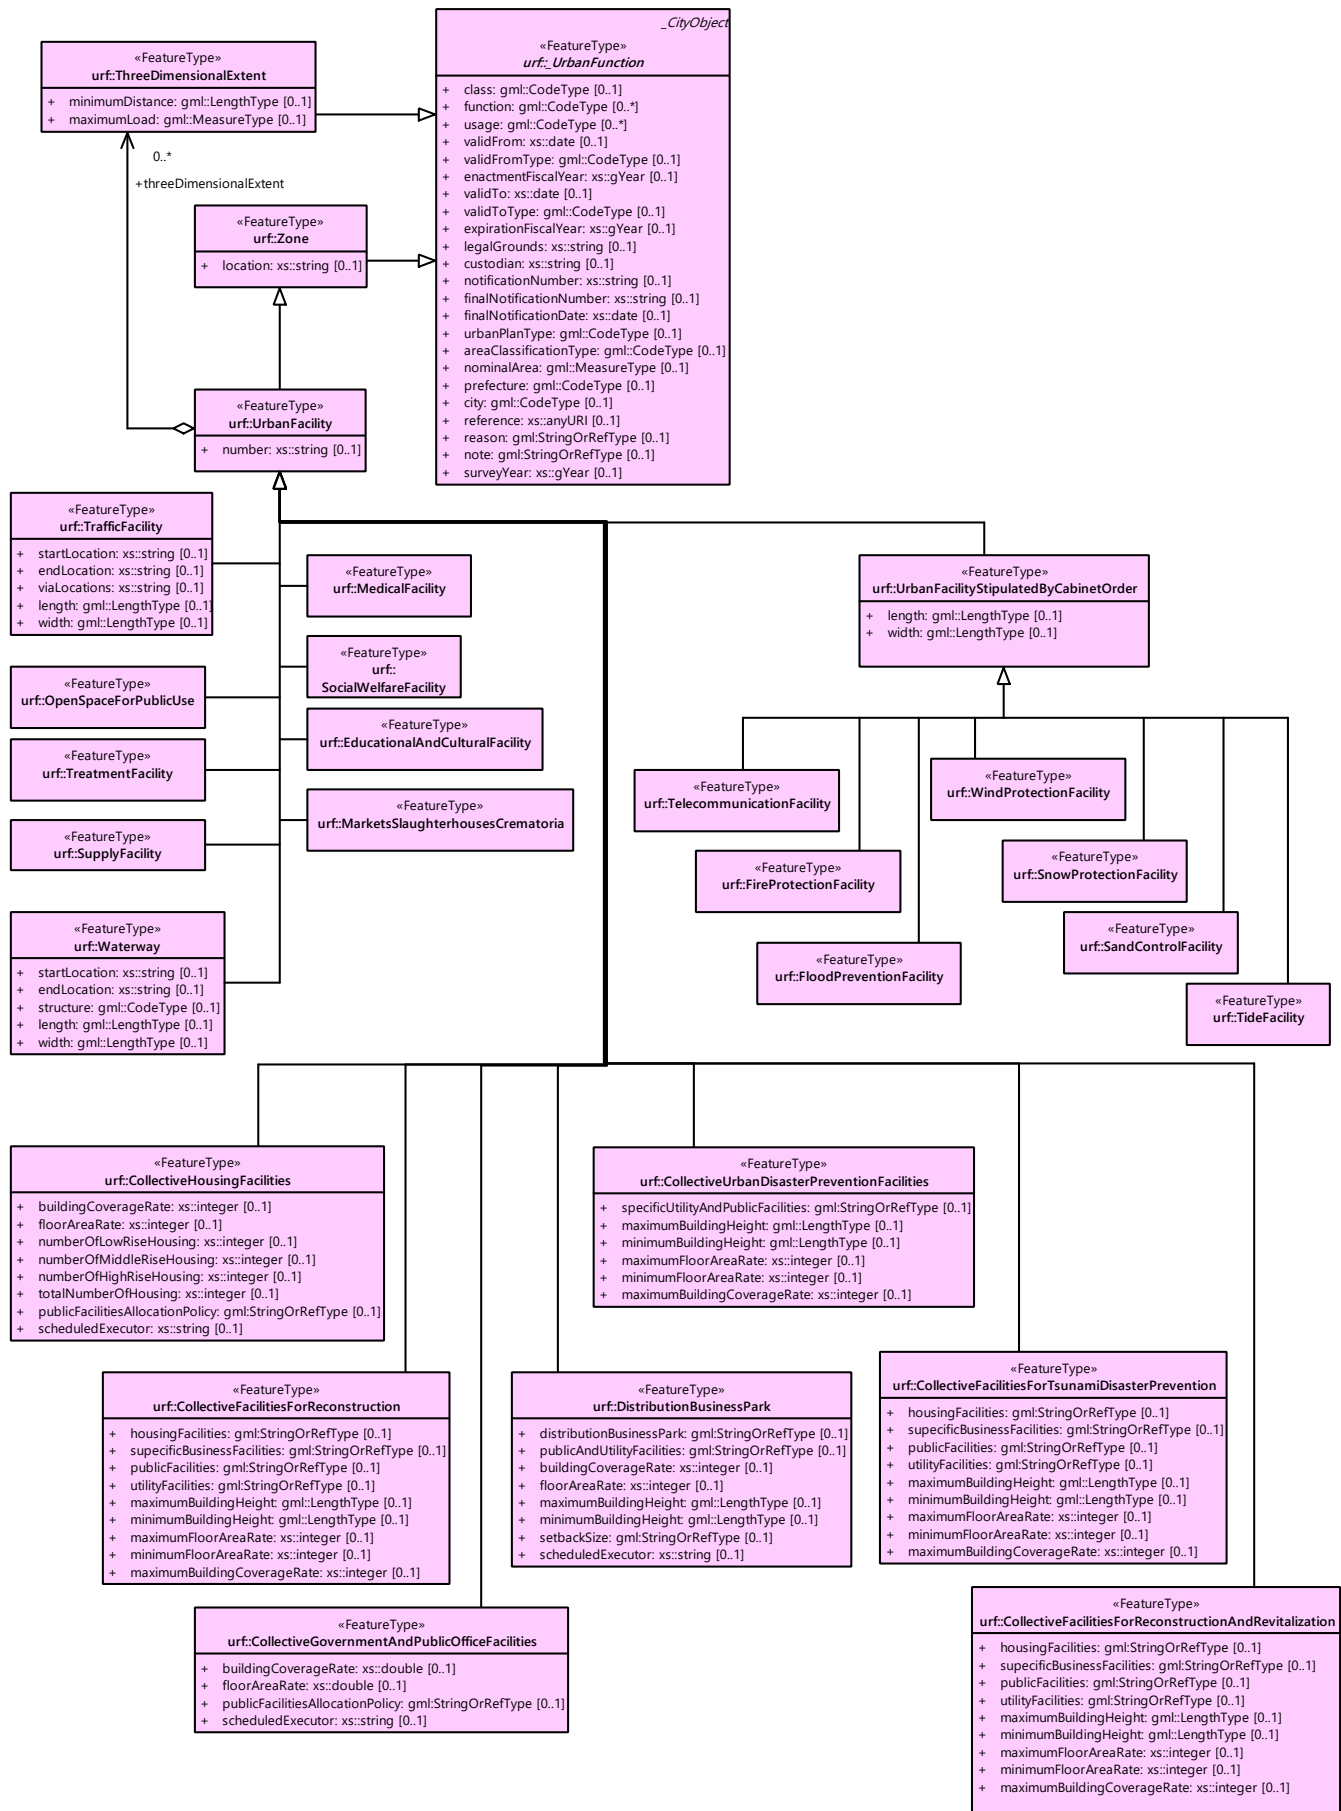 _CityObject
«FeatureType»
urf::_UrbanFunction
+ class: gml::CodeType [0..1]
+ function: gml::CodeType [0..*]
+ usage: gml::CodeType [0..*]
+ validFrom: xs::date [0..1]
+ validFromType: gml::CodeType [0..1]
+ enactmentFiscalYear: xs::gYear [0..1]
+ validTo: xs::date [0..1]
+ validToType: gml::CodeType [0..1]
+ expirationFiscalYear: xs::gYear [0..1]
+ legalGrounds: xs::string [0..1]
+ custodian: xs::string [0..1]
+ notificationNumber: xs::string [0..1]
+ finalNotificationNumber: xs::string [0..1]
+ finalNotificationDate: xs::date [0..1]
+ urbanPlanType: gml::CodeType [0..1]
+ areaClassificationType: gml::CodeType [0..1]
+ nominalArea: gml::MeasureType [0..1]
+ prefecture: gml::CodeType [0..1]
+ city: gml::CodeType [0..1]
+ reference: xs::anyURI [0..1]
+ reason: gml:StringOrRefType [0..1]
+ note: gml:StringOrRefType [0..1]
+ surveyYear: xs::gYear [0..1]
«FeatureType»
urf::ThreeDimensionalExtent
+ minimumDistance: gml::LengthType [0..1]
+ maximumLoad: gml::MeasureType [0..1]
0..*
+threeDimensionalExtent
«FeatureType»
urf::Zone
+ location: xs::string [0..1]
«FeatureType»
urf::UrbanFacility
+ number: xs::string [0..1]
«FeatureType»
urf::TrafficFacility
+ startLocation: xs::string [0..1]
+ endLocation: xs::string [0..1]
+ viaLocations: xs::string [0..1]
+ length: gml::LengthType [0..1]
+ width: gml::LengthType [0..1]
«FeatureType»
urf::MedicalFacility
«FeatureType»
urf::
SocialWelfareFacility
«FeatureType»
urf::OpenSpaceForPublicUse
«FeatureType»
urf::EducationalAndCulturalFacility
«FeatureType»
urf::TreatmentFacility
«FeatureType»
urf::MarketsSlaughterhousesCrematoria
«FeatureType»
urf::SupplyFacility
«FeatureType»
urf::Waterway
+ startLocation: xs::string [0..1]
+ endLocation: xs::string [0..1]
+ structure: gml::CodeType [0..1]
+ length: gml::LengthType [0..1]
+ width: gml::LengthType [0..1]
«FeatureType»
urf::UrbanFacilityStipulatedByCabinetOrder
+ length: gml::LengthType [0..1]
+ width: gml::LengthType [0..1]
«FeatureType»
urf::TelecommunicationFacility
«FeatureType»
urf::WindProtectionFacility
«FeatureType»
urf::FireProtectionFacility
«FeatureType»
urf::SnowProtectionFacility
«FeatureType»
urf::SandControlFacility
«FeatureType»
urf::FloodPreventionFacility
«FeatureType»
urf::TideFacility
«FeatureType»
urf::CollectiveHousingFacilities
+ buildingCoverageRate: xs::integer [0..1]
+ floorAreaRate: xs::integer [0..1]
+ numberOfLowRiseHousing: xs::integer [0..1]
+ numberOfMiddleRiseHousing: xs::integer [0..1]
+ numberOfHighRiseHousing: xs::integer [0..1]
+ totalNumberOfHousing: xs::integer [0..1]
+ publicFacilitiesAllocationPolicy: gml:StringOrRefType [0..1]
+ scheduledExecutor: xs::string [0..1]
«FeatureType»
urf::CollectiveUrbanDisasterPreventionFacilities
+ specificUtilityAndPublicFacilities: gml:StringOrRefType [0..1]
+ maximumBuildingHeight: gml::LengthType [0..1]
+ minimumBuildingHeight: gml::LengthType [0..1]
+ maximumFloorAreaRate: xs::integer [0..1]
+ minimumFloorAreaRate: xs::integer [0..1]
+ maximumBuildingCoverageRate: xs::integer [0..1]
«FeatureType»
urf::CollectiveFacilitiesForReconstruction
+ housingFacilities: gml:StringOrRefType [0..1]
+ supecificBusinessFacilities: gml:StringOrRefType [0..1]
+ publicFacilities: gml:StringOrRefType [0..1]
+ utilityFacilities: gml:StringOrRefType [0..1]
+ maximumBuildingHeight: gml::LengthType [0..1]
+ minimumBuildingHeight: gml::LengthType [0..1]
+ maximumFloorAreaRate: xs::integer [0..1]
+ minimumFloorAreaRate: xs::integer [0..1]
+ maximumBuildingCoverageRate: xs::integer [0..1]
«FeatureType»
urf::DistributionBusinessPark
+ distributionBusinessPark: gml:StringOrRefType [0..1]
+ publicAndUtilityFacilities: gml:StringOrRefType [0..1]
+ buildingCoverageRate: xs::integer [0..1]
+ floorAreaRate: xs::integer [0..1]
+ maximumBuildingHeight: gml::LengthType [0..1]
+ minimumBuildingHeight: gml::LengthType [0..1]
+ setbackSize: gml:StringOrRefType [0..1]
+ scheduledExecutor: xs::string [0..1]
«FeatureType»
urf::CollectiveFacilitiesForTsunamiDisasterPrevention
+ housingFacilities: gml:StringOrRefType [0..1]
+ supecificBusinessFacilities: gml:StringOrRefType [0..1]
+ publicFacilities: gml:StringOrRefType [0..1]
+ utilityFacilities: gml:StringOrRefType [0..1]
+ maximumBuildingHeight: gml::LengthType [0..1]
+ minimumBuildingHeight: gml::LengthType [0..1]
+ maximumFloorAreaRate: xs::integer [0..1]
+ minimumFloorAreaRate: xs::integer [0..1]
+ maximumBuildingCoverageRate: xs::integer [0..1]
«FeatureType»
urf::CollectiveGovernmentAndPublicOfficeFacilities
+ buildingCoverageRate: xs::double [0..1]
+ floorAreaRate: xs::double [0..1]
+ publicFacilitiesAllocationPolicy: gml:StringOrRefType [0..1]
+ scheduledExecutor: xs::string [0..1]
«FeatureType»
urf::CollectiveFacilitiesForReconstructionAndRevitalization
+ housingFacilities: gml:StringOrRefType [0..1]
+ supecificBusinessFacilities: gml:StringOrRefType [0..1]
+ publicFacilities: gml:StringOrRefType [0..1]
+ utilityFacilities: gml:StringOrRefType [0..1]
+ maximumBuildingHeight: gml::LengthType [0..1]
+ minimumBuildingHeight: gml::LengthType [0..1]
+ maximumFloorAreaRate: xs::integer [0..1]
+ minimumFloorAreaRate: xs::integer [0..1]
+ maximumBuildingCoverageRate: xs::integer [0..1]